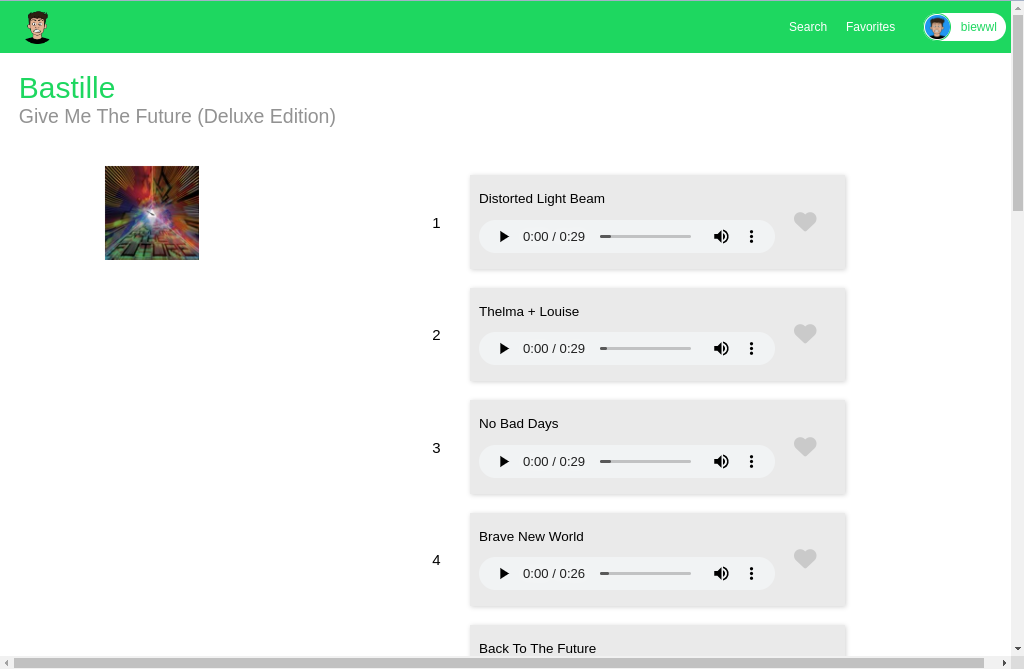 Search Favorites biewwl
Bastille
Give Me The Future (Deluxe Edition)
FUTURE
1
Distorted Light Beam
0:00 / 0:29
2
Thelma + Louise
0:00 / 0:29
3
No Bad Days
0:00 / 0:29
4
Brave New World
0:00 / 0:26
Back To The Future